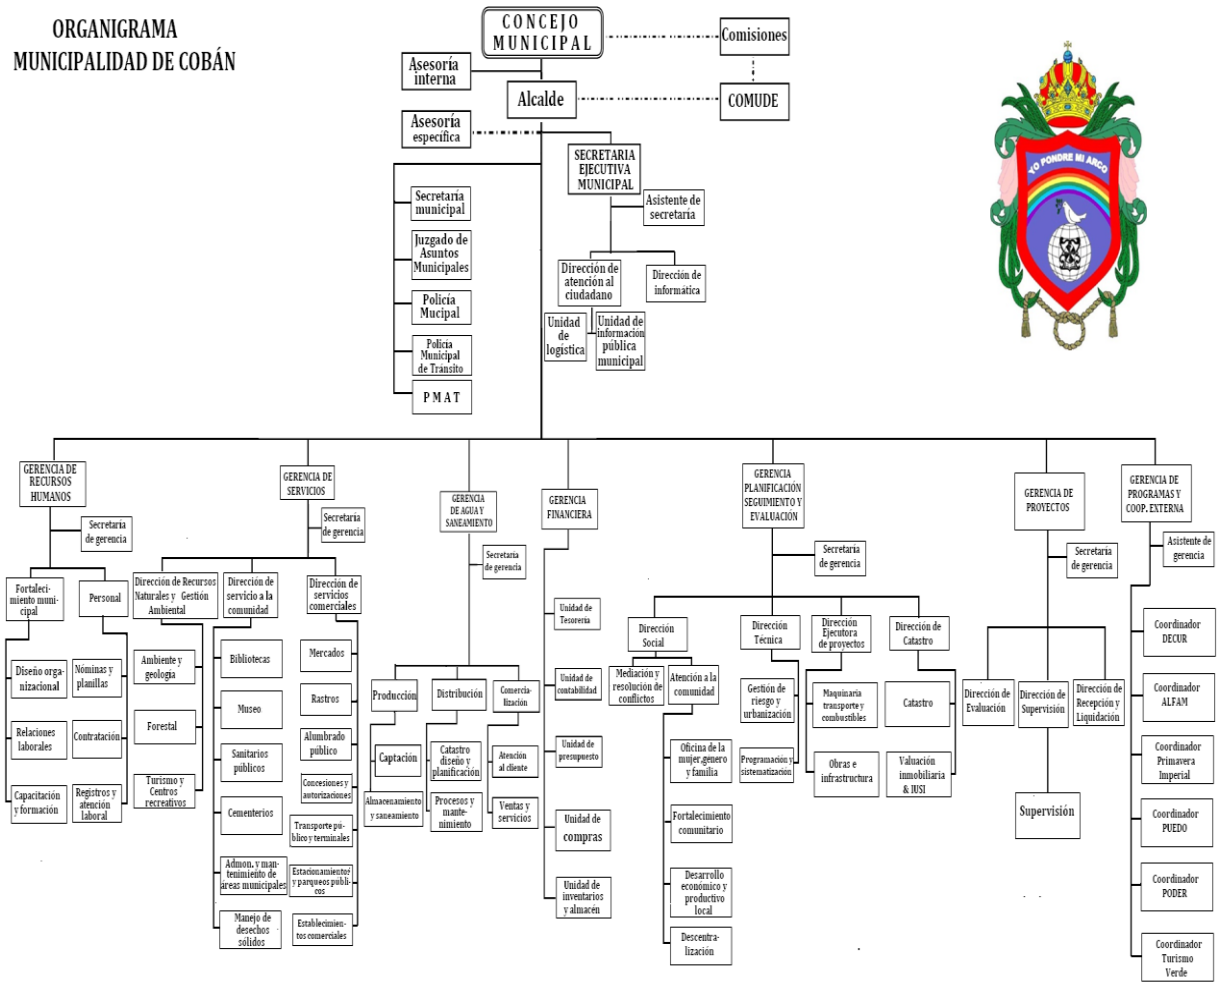 ORGANIGRAMA
MUNICIPALIDAD DE COBÁN
CONCEJO
MUNICIPAL
Comisiones
Asesoría
interna
Alcalde
COMUDE
Asesoría
específica
SECRETARIA
EJECUTIVA
MUNICIPAL
Asistente de
secretaría
Secretaría
municipal
Juzgado de
Asuntos
Municipales
Policía
Mucipal
Policía
Municipal
de Tránsito
P M A T
Dirección de
atención al
ciudadano
Dirección de
informática
Unidad
de
logística
Unidad de
información
pública
municipal
YO PONDRE MI ARCO
GERENCIA DE
RECURSOS
HUMANOS
Secretaría
de gerencia
Fortaleci-
miento muni-
cipal
Personal
Diseño orga-
nizacional
Relaciones
laborales
Capacitación
y formación
Nóminas y
planillas
Contratación
Registros y
atención
laboral
GERENCIA DE
SERVICIOS
Secretaría
de gerencia
Dirección de Recursos
Naturales y Gestión
Ambiental
Dirección de
servicio a la
comunidad
Dirección de
servicios
comerciales
Ambiente y
geología
Forestal
Turismo y
Centros
recreativos
Bibliotecas
Museo
Sanitarios
públicos
Cementerios
Admon. y man-
tenimiento de
áreas municipales
Manejo de
desechos
sólidos
Mercados
Rastros
Alumbrado
público
Concesiones y
autorizaciones
Transporte pú-
blico y terminales
Estacionamiento
y parqueos públi-
cos
Establecimien-
tos comerciales
GERENCIA
DE AGUA Y
SANEAMIENTO
Secretaría
de gerencia
Producción
Distribución
Comercia-
lización
Captación
Almacenamiento
y saneamiento
Catastro
diseño y
planificación
Procesos y
mante-
nimiento
Atención
al cliente
Ventas y
servicios
GERENCIA
FINANCIERA
Unidad de
Tesorería
Unidad de
contabilidad
Unidad de
presupuesto
Unidad de
compras
Unidad de
inventarios
y almacén
GERENCIA
PLANIFICACIÓN
SEGUIMIENTO Y
EVALUACIÓN
Secretaría
de gerencia
Dirección
Social
Dirección
Técnica
Dirección
Ejecutora
de proyectos
Dirección de
Catastro
Mediación y
resolución de
conflictos
Atención a la
comunidad
Oficina de la
mujer,genero
y familia
Fortalecimiento
comunitario
Desarrollo
económico y
productivo
local
Descentra-
lización
Gestión de
riesgo y
urbanización
Programación y
sistematización
Maquinaria
transporte y
combustibles
Obras e
infrastructura
Catastro
Valuación
inmobiliaria
& IUSI
GERENCIA DE
PROYECTOS
Secretaría
de gerencia
Dirección de
Evaluación
Dirección de
Supervisión
Dirección de
Recepción y
Liquidación
Supervisión
GERENCIA DE
PROGRAMAS Y
COOP. EXTERNA
Asistente de
gerencia
Coordinador
DECUR
Coordinador
ALFAM
Coordinador
Primavera
Imperial
Coordinador
PUEDO
Coordinador
PODER
Coordinador
Turismo
Verde